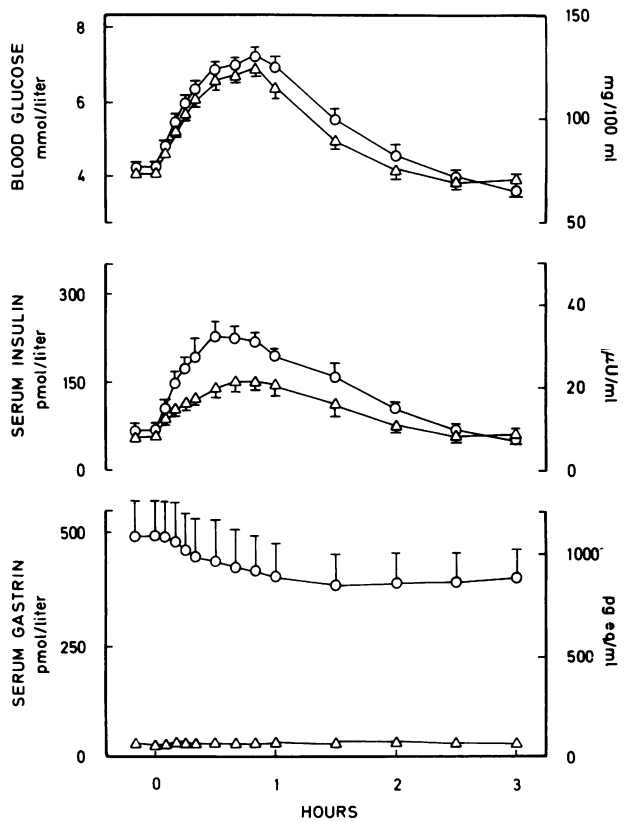 BLOOD GLUCOSE
mmol/liter
8
6
4
150
100
50
mg/100 ml
SERUM INSULIN
pmol/liter
300
150
0
40
20
0
µU/ml
SERUM GASTRIN
pmol/liter
500
250
0
1000
500
0
pg eq/ml
0
1
2
3
HOURS